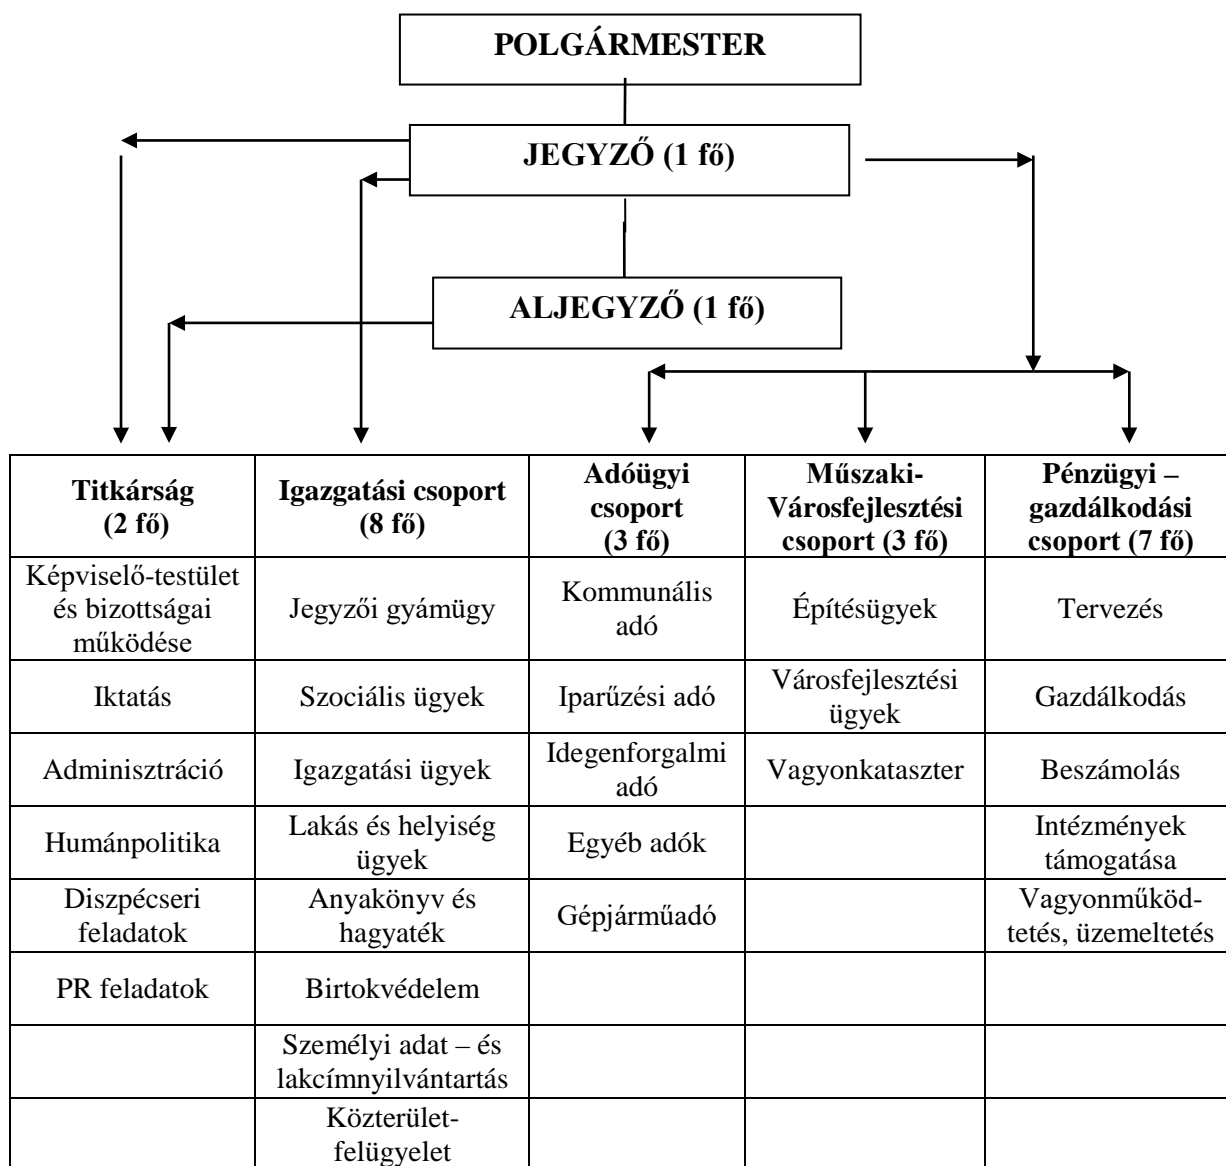 POLGÁRMESTER
JEGYZŐ (1 fő)
ALJEGYZŐ (1 fő)
Titkárság
(2 fő)
Igazgatási csoport
(8 fő)
Adóügyi
csoport
(3 fő)
Műszaki-
Városfejlesztési
csoport (3 fő)
Pénzügyi –
gazdálkodási
csoport (7 fő)
Képviselő-testület
és bizottságai
működése
Jegyzői gyámügy
Kommunális
adó
Építésügyek
Tervezés
Iktatás
Szociális ügyek
Iparűzési adó
Városfejlesztési
ügyek
Gazdálkodás
Adminisztráció
Igazgatási ügyek
Idegenforgalmi
adó
Vagyonkataszter
Beszámolás
Humánpolitika
Lakás és helyiség
ügyek
Egyéb adók
Intézmények
támogatása
Diszpécseri
feladatok
Anyakönyv és
hagyaték
Gépjárműadó
Vagyonműköd-
tetés, üzemeltetés
PR feladatok
Birtokvédelem
Személyi adat – és
lakcímnyilvántartás
Közterület-
felügyelet